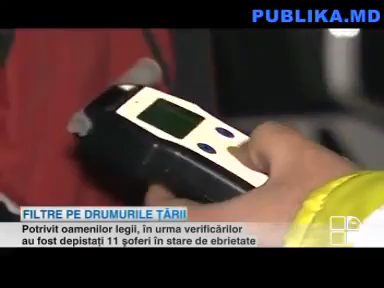 PUBLIKA.MD
FILTRE PE DRUMURILE ȚĂRII
Potrivit oamenilor legii, în urma verificărilor
au fost depistați 11 șoferi în stare de ebrietate